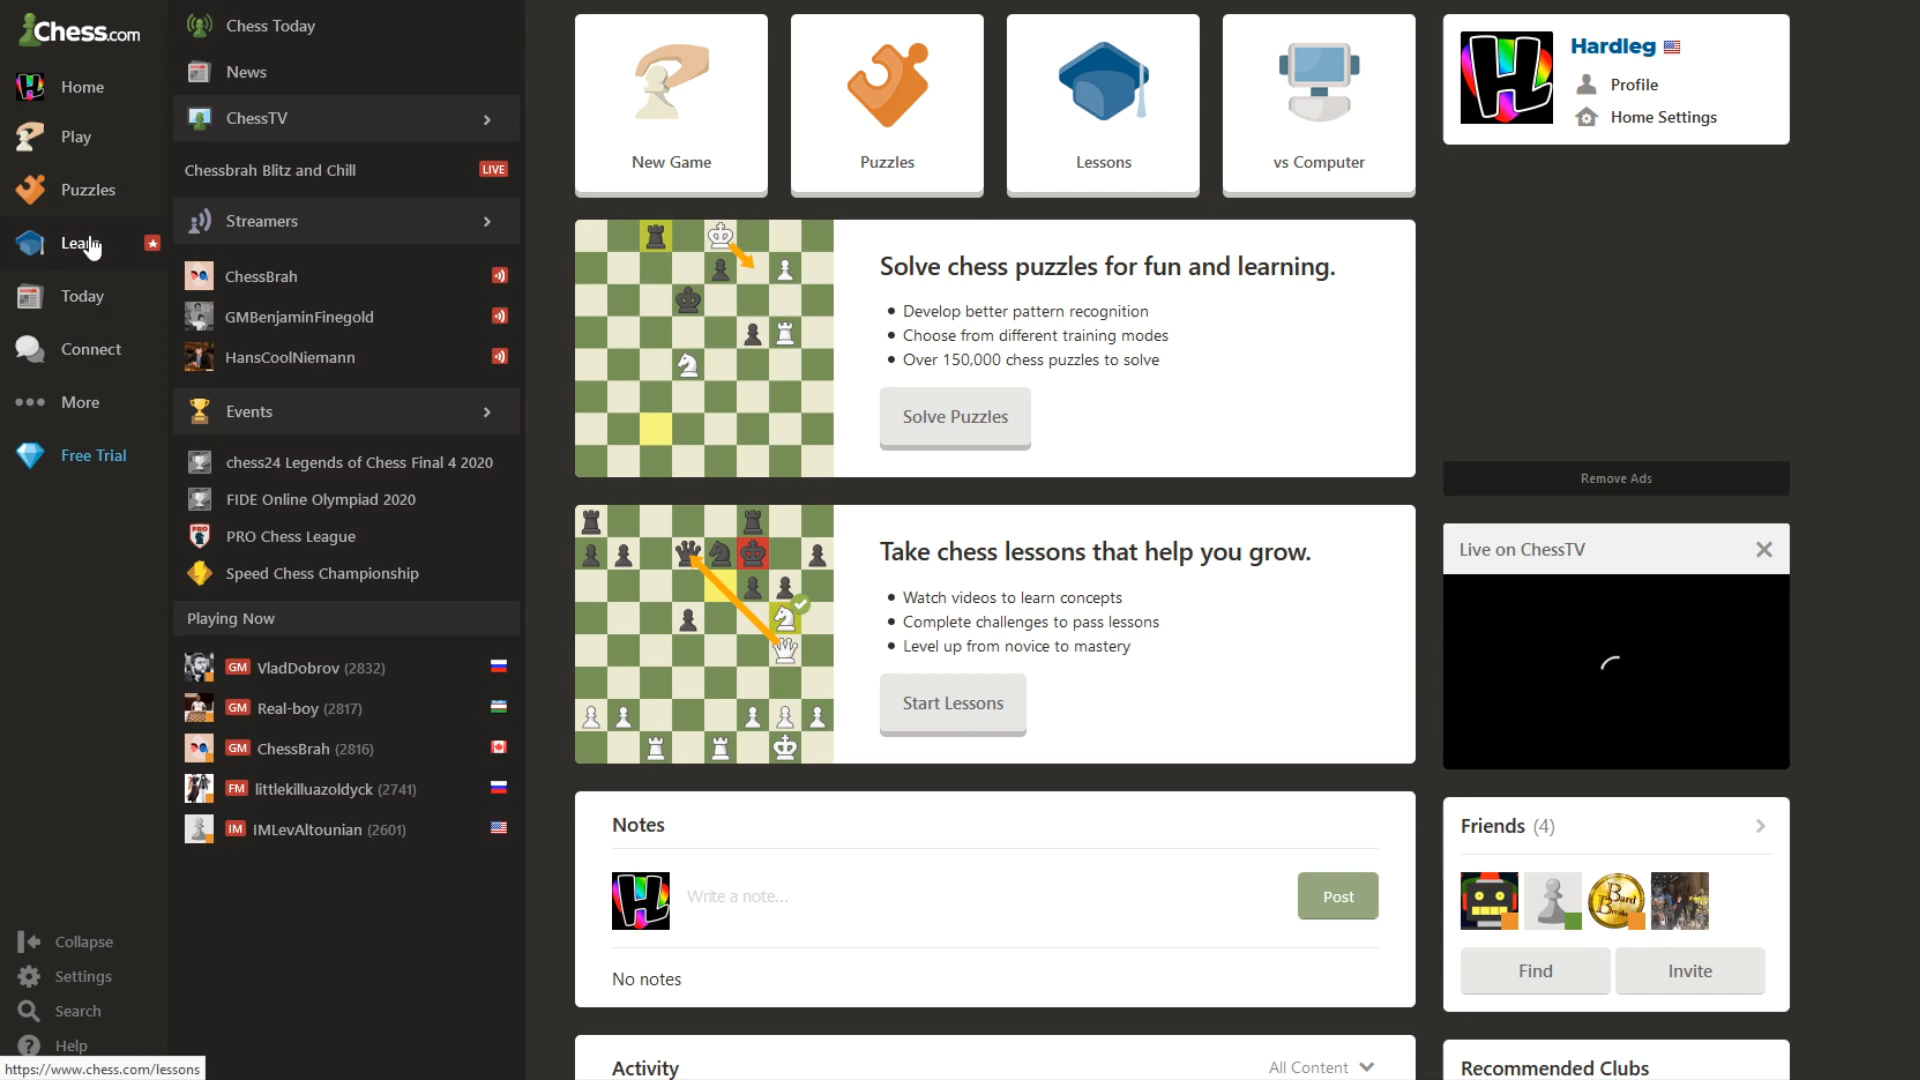 Chess.com
Home
Play
Puzzles
Learn
Today
Connect
More
Free Trial
Collapse
Settings
Search
Help
https://www.chess.com/lessons
Chess Today
News
ChessTV
Chessbrah Blitz and Chill LIVE
Streamers
ChessBrah
GMBenjaminFinegold
HansCoolNiemann
Events
chess24 Legends of Chess Final 4 2020
FIDE Online Olympiad 2020
PRO Chess League
Speed Chess Championship
Playing Now
GM VladDobrov (2832)
GM Real-boy (2817)
GM ChessBrah (2816)
FM littlekilluazoldyck (2741)
IM IMLevAltounian (2601)
New Game
Puzzles
Lessons
vs Computer
Solve chess puzzles for fun and learning.
• Develop better pattern recognition
• Choose from different training modes
• Over 150,000 chess puzzles to solve
Solve Puzzles
Take chess lessons that help you grow.
• Watch videos to learn concepts
• Complete challenges to pass lessons
• Level up from novice to mastery
Start Lessons
Notes
Write a note...
Post
No notes
Activity
All Content
Hardleg
Profile
Home Settings
Remove Ads
Live on ChessTV
Friends (4)
Find
Invite
Recommended Clubs